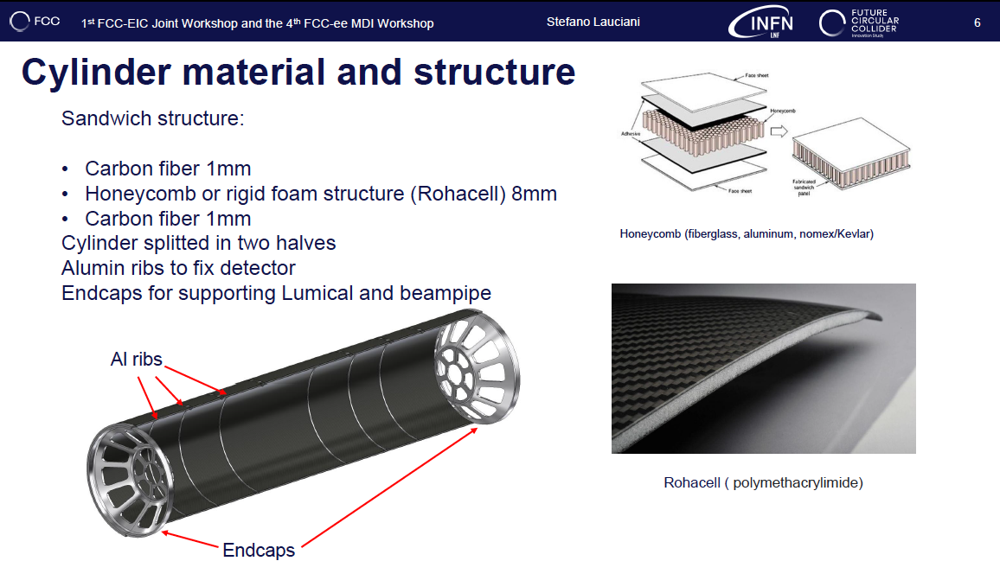 FCC
1st FCC-EIC Joint Workshop and the 4th FCC-ee MDI Workshop
Stefano Lauciani
INFN
LNF
FUTURE
CIRCULAR
COLLIDER
Innovation Study
6
Cylinder material and structure
Sandwich structure:
• Carbon fiber 1mm
• Honeycomb or rigid foam structure (Rohacell) 8mm
• Carbon fiber 1mm
Cylinder splitted in two halves
Alumin ribs to fix detector
Endcaps for supporting Lumical and beampipe
Face sheet
Honeycomb
Adhesive
Face sheet
Fabricated
sandwich
panel
Honeycomb (fiberglass, aluminum, nomex/Kevlar)
Al ribs
Endcaps
Rohacell ( polymethacrylimide)